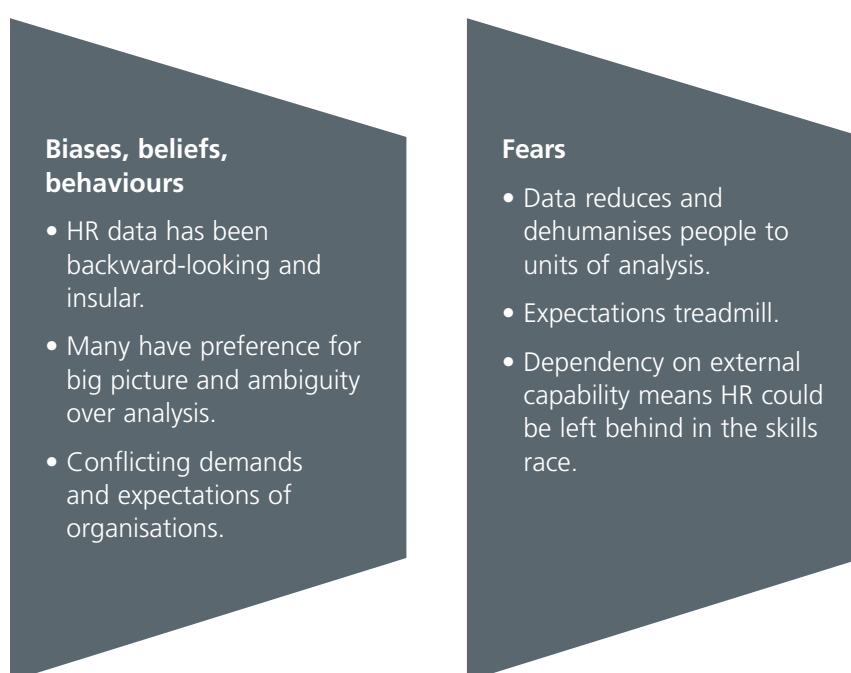 Biases, beliefs,
behaviours
• HR data has been
backward-looking and
insular.
• Many have preference for
big picture and ambiguity
over analysis.
• Conflicting demands
and expectations of
organisations.
Fears
• Data reduces and
dehumanises people to
units of analysis.
• Expectations treadmill.
• Dependency on external
capability means HR could
be left behind in the skills
race.